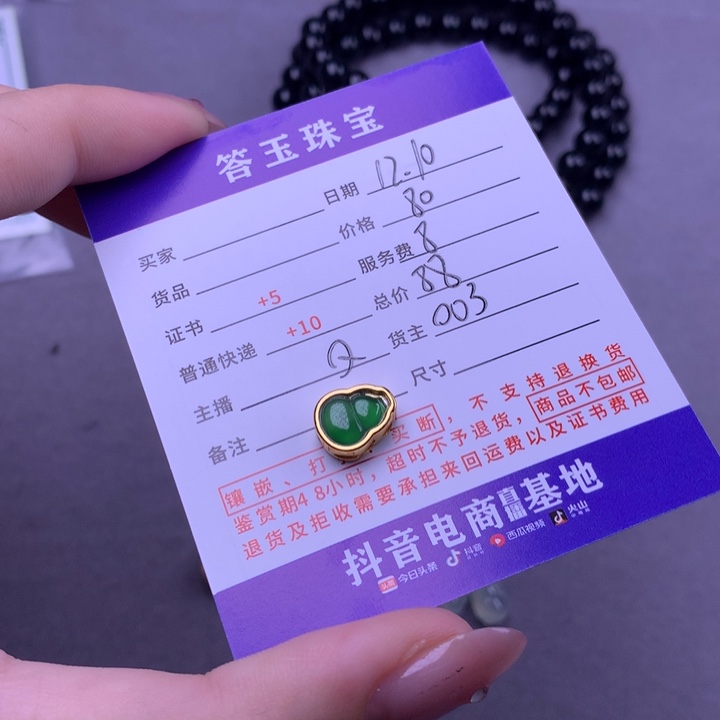 答玉珠宝
日期 12.10
买家
价格 80
货品
服务费 8
证书 +5
总价 88
普通快递 +10
货主 003
主播 Q
尺寸
备注
镶嵌、打 买断，不支持退换货
鉴赏期48小时，超时不予退货，商品不包邮
退货及拒收需要承担来回运费以及证书费用
抖音电商直播基地
头条 今日头条 抖音 西瓜视频 火山